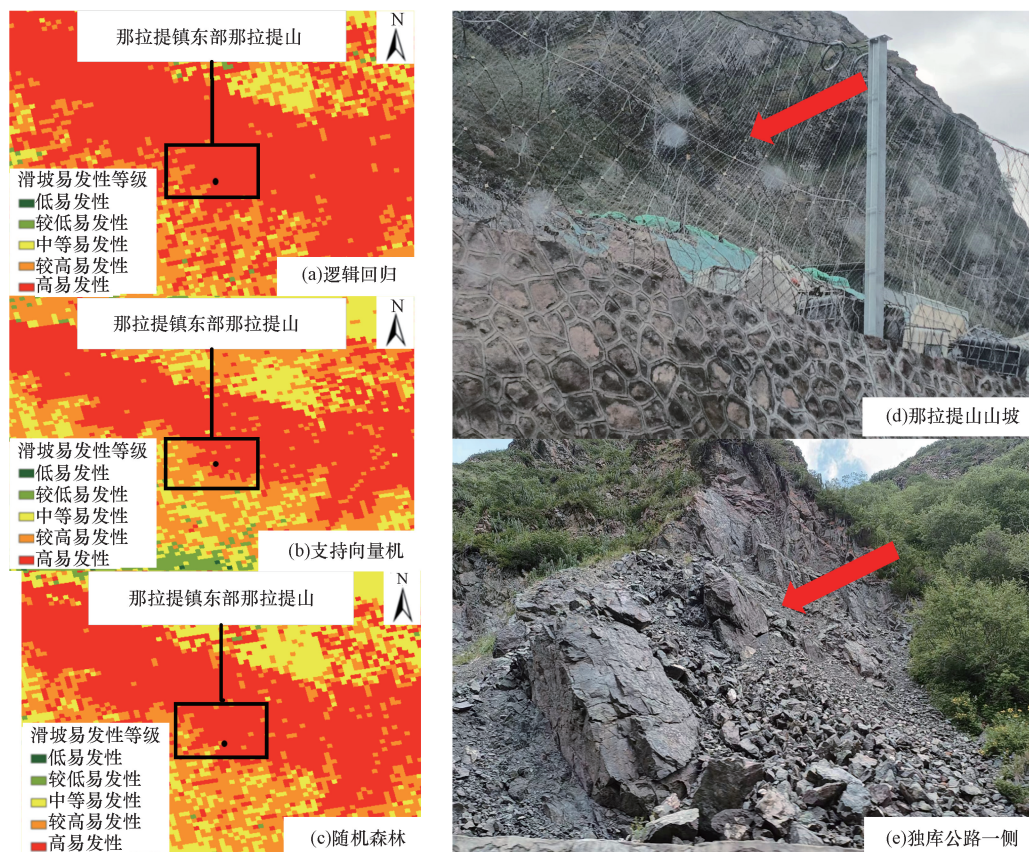 那拉提镇东部那拉提山
N
滑坡易发性等级
低易发性
较低易发性
中等易发性
较高易发性
高易发性
(a)逻辑回归
那拉提镇东部那拉提山
N
滑坡易发性等级
低易发性
较低易发性
中等易发性
较高易发性
高易发性
(b)支持向量机
那拉提镇东部那拉提山
N
滑坡易发性等级
低易发性
较低易发性
中等易发性
较高易发性
高易发性
(c)随机森林
(d)那拉提山山坡
(e)独库公路一侧